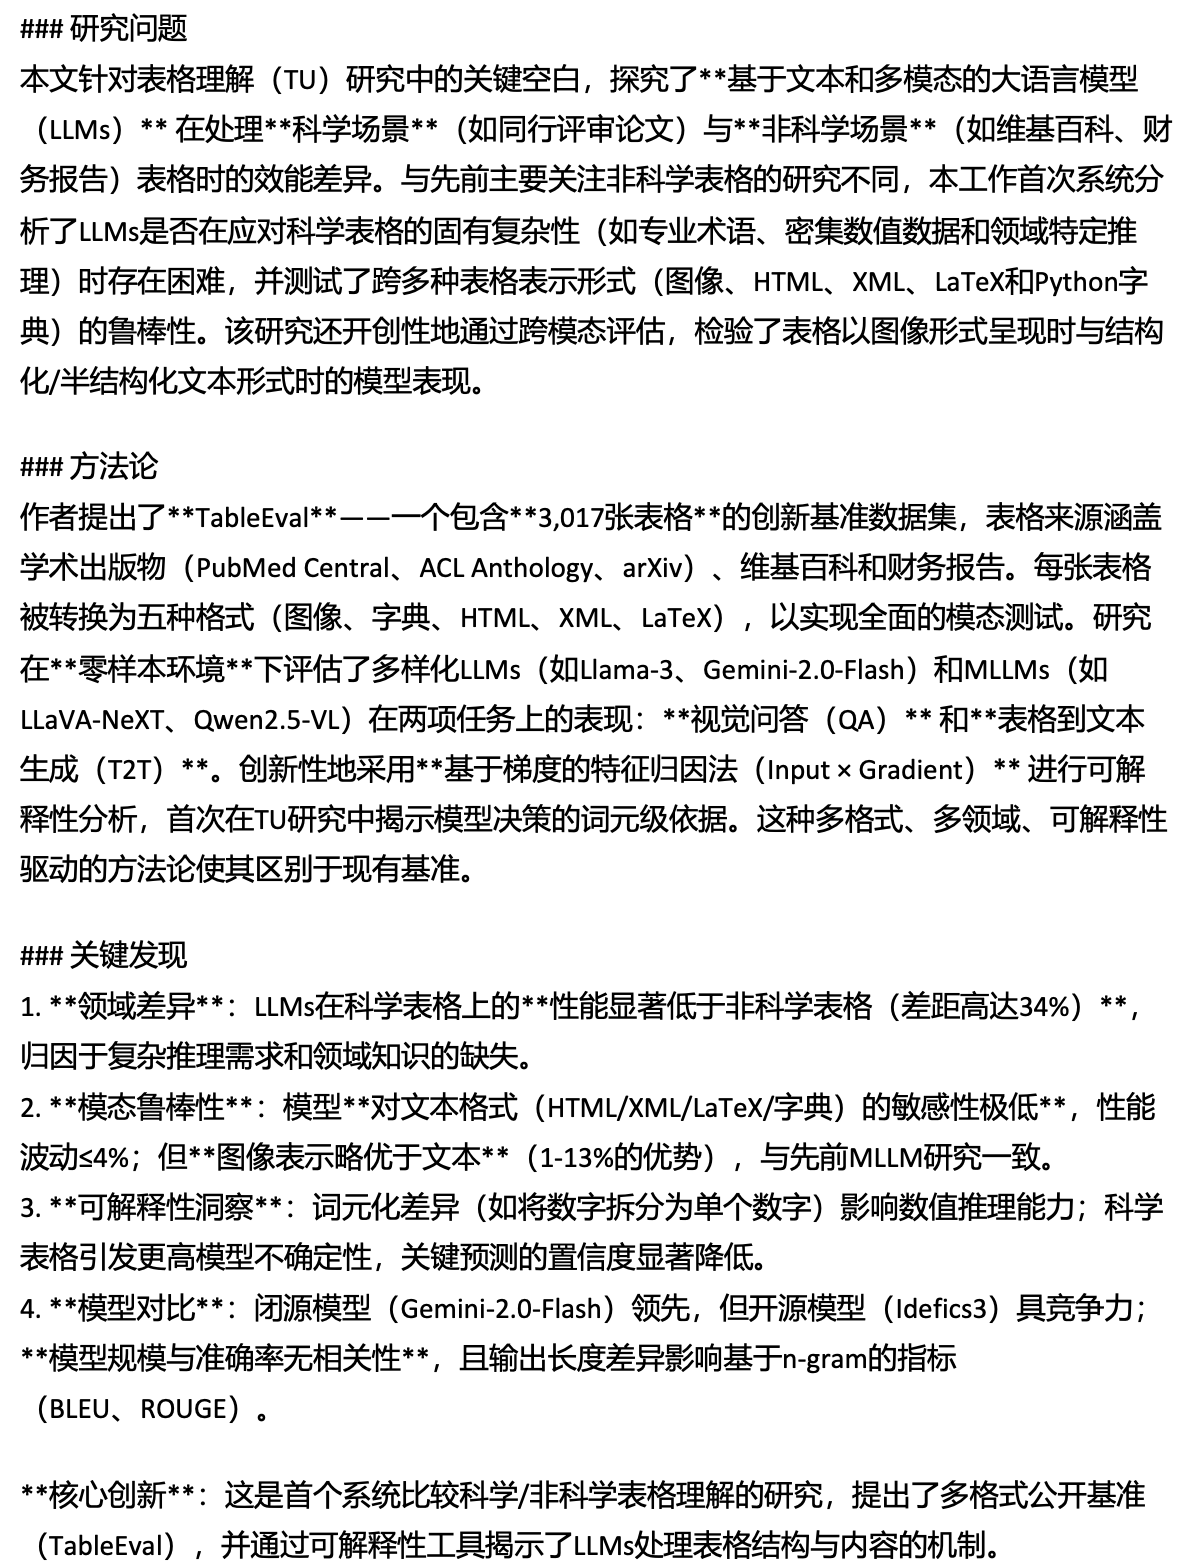 ### 研究问题
本文针对表格理解（TU）研究中的关键空白，探究了**基于文本和多模态的大语言模型
（LLMs）** 在处理**科学场景**（如同行评审论文）与**非科学场景**（如维基百科、财
务报告）表格时的效能差异。与先前主要关注非科学表格的研究不同，本工作首次系统分
析了LLMs是否在应对科学表格的固有复杂性（如专业术语、密集数值数据和领域特定推
理）时存在困难，并测试了跨多种表格表示形式（图像、HTML、XML、LaTeX和Python字
典）的鲁棒性。该研究还开创性地通过跨模态评估，检验了表格以图像形式呈现时与结构
化/半结构化文本形式时的模型表现。
### 方法论
作者提出了**TableEval**——一个包含**3,017张表格**的创新基准数据集，表格来源涵盖
学术出版物（PubMed Central、ACL Anthology、arXiv）、维基百科和财务报告。每张表格
被转换为五种格式（图像、字典、HTML、XML、LaTeX），以实现全面的模态测试。研究
在**零样本环境**下评估了多样化LLMs（如Llama-3、Gemini-2.0-Flash）和MLLMs（如
LLaVA-NeXT、Qwen2.5-VL）在两项任务上的表现：**视觉问答（QA）** 和**表格到文本
生成（T2T）**。创新性地采用**基于梯度的特征归因法（Input × Gradient）** 进行可解
释性分析，首次在TU研究中揭示模型决策的词元级依据。这种多格式、多领域、可解释性
驱动的方法论使其区别于现有基准。
### 关键发现
1. **领域差异**：LLMs在科学表格上的**性能显著低于非科学表格（差距高达34%）**，
归因于复杂推理需求和领域知识的缺失。
2. **模态鲁棒性**：模型**对文本格式（HTML/XML/LaTeX/字典）的敏感性极低**，性能
波动≤4%；但**图像表示略优于文本**（1-13%的优势），与先前MLLM研究一致。
3. **可解释性洞察**：词元化差异（如将数字拆分为单个数字）影响数值推理能力；科学
表格引发更高模型不确定性，关键预测的置信度显著降低。
4. **模型对比**：闭源模型（Gemini-2.0-Flash）领先，但开源模型（Idefics3）具竞争力；
**模型规模与准确率无相关性**，且输出长度差异影响基于n-gram的指标
（BLEU、ROUGE）。
**核心创新**：这是首个系统比较科学/非科学表格理解的研究，提出了多格式公开基准
（TableEval），并通过可解释性工具揭示了LLMs处理表格结构与内容的机制。